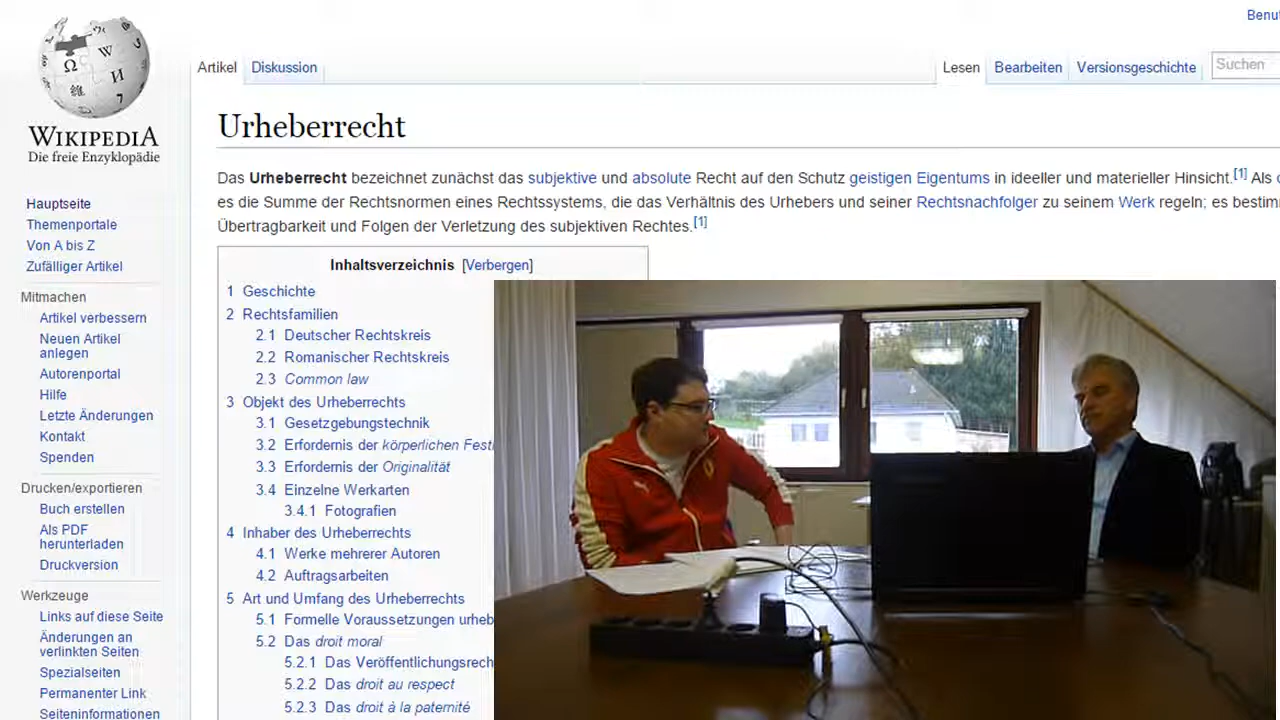 Benu
Artikel Diskussion Lesen Bearbeiten Versionsgeschichte Suchen
WIKIPEDIA
Die freie Enzyklopädie
Urheberrecht
Das Urheberrecht bezeichnet zunächst das subjektive und absolute Recht auf den Schutz geistigen Eigentums in ideeller und materieller Hinsicht.[1] Als
es die Summe der Rechtsnormen eines Rechtssystems, die das Verhältnis des Urhebers und seiner Rechtsnachfolger zu seinem Werk regeln; es bestim
Übertragbarkeit und Folgen der Verletzung des subjektiven Rechtes.[1]
Hauptseite
Themenportale
Von A bis Z
Zufälliger Artikel
Mitmachen
Artikel verbessern
Neuen Artikel
anlegen
Autorenportal
Hilfe
Letzte Änderungen
Kontakt
Spenden
Drucken/exportieren
Buch erstellen
Als PDF
herunterladen
Druckversion
Werkzeuge
Links auf diese Seite
Änderungen an
verlinkten Seiten
Spezialseiten
Permanenter Link
Seiteninformationen
Inhaltsverzeichnis [Verbergen]
1 Geschichte
2 Rechtsfamilien
2.1 Deutscher Rechtskreis
2.2 Romanischer Rechtskreis
2.3 Common law
3 Objekt des Urheberrechts
3.1 Gesetzgebungstechnik
3.2 Erfordernis der körperlichen Fest
3.3 Erfordernis der Originalität
3.4 Einzelne Werkarten
3.4.1 Fotografien
4 Inhaber des Urheberrechts
4.1 Werke mehrerer Autoren
4.2 Auftragsarbeiten
5 Art und Umfang des Urheberrechts
5.1 Formelle Voraussetzungen urheb
5.2 Das droit moral
5.2.1 Das Veröffentlichungsrech
5.2.2 Das droit au respect
5.2.3 Das droit à la paternité